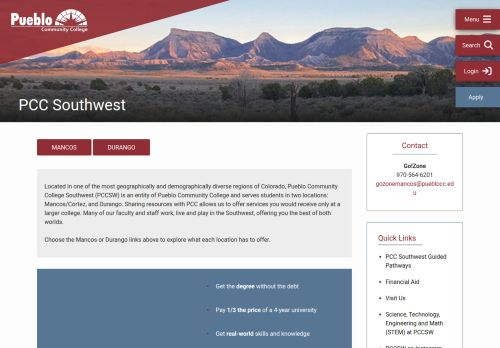 Pueblo
Community College
Menu
Search
Login
Apply
PCC Southwest
MANCOS
DURANGO
Located in one of the most geographically and demographically diverse regions of Colorado, Pueblo Community
College Southwest (PCCSW) is an entity of Pueblo Community College and serves students in two locations:
Mancos/Cortez, and Durango. Sharing resources with PCC allows us to offer services you would receive only at a
larger college. Many of our faculty and staff work, live and play in the Southwest, offering you the best of both
worlds.
Choose the Mancos or Durango links above to explore what each location has to offer.
Get the degree without the debt
Pay 1/3 the price of a 4-year university
Get real-world skills and knowledge
Contact
Go!Zone
970-564-6201
gozonemancos@pueblocc.ed
u
Quick Links
PCC Southwest Guided
Pathways
Financial Aid
Visit Us
Science, Technology,
Engineering and Math
(STEM) at PCCSW
PCCSW on Instagram